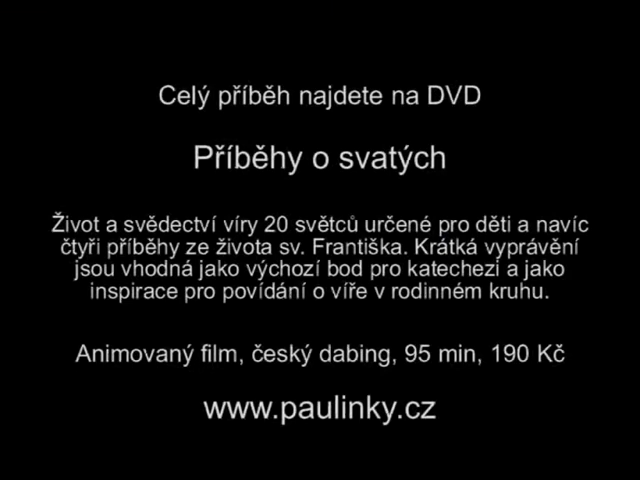 Celý příběh najdete na DVD
Příběhy o svatých
Život a svědectví víry 20 světců určené pro děti a navíc
čtyři příběhy ze života sv. Františka. Krátká vyprávění
jsou vhodná jako výchozí bod pro katechezi a jako
inspirace pro povídání o víře v rodinném kruhu.
Animovaný film, český dabing, 95 min, 190 Kč
www.paulinky.cz